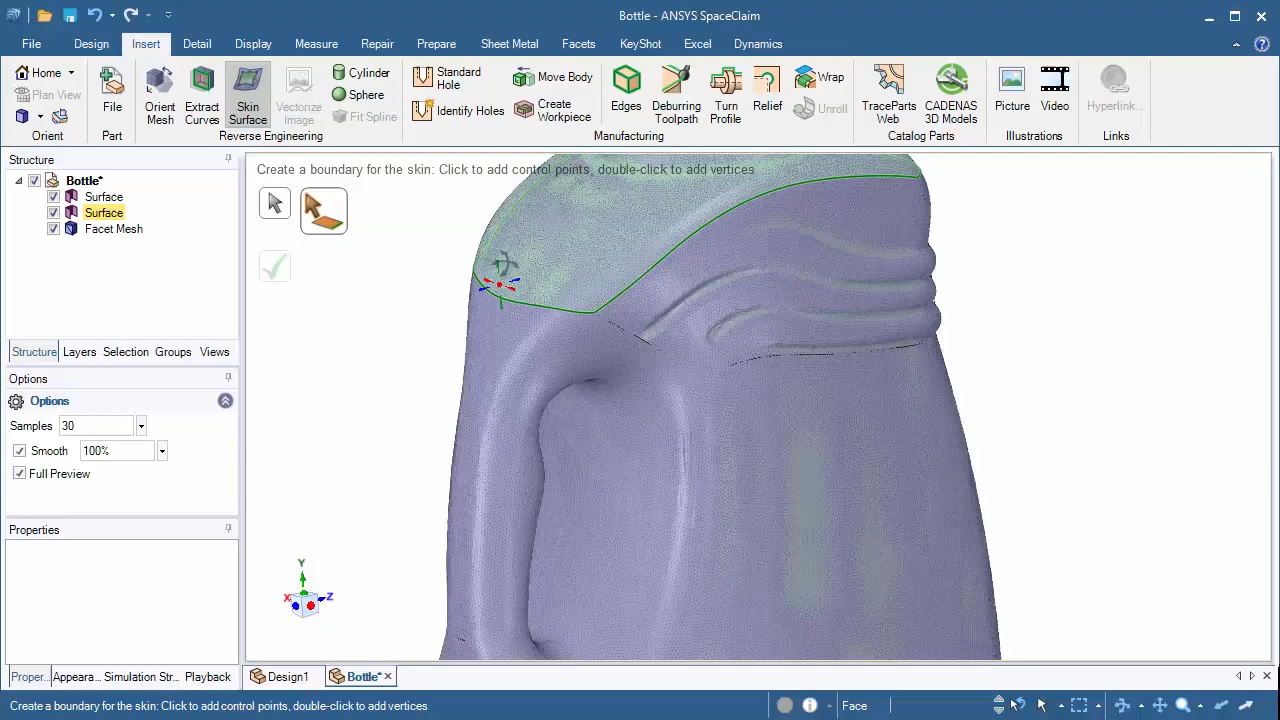 Bottle - ANSYS SpaceClaim
File Design Insert Detail Display Measure Repair Prepare Sheet Metal Facets KeyShot Excel Dynamics
Home
Plan View
Orient
File
Part
Orient Mesh
Extract Curves
Skin Surface
Vectorize Image
Cylinder
Sphere
Fit Spline
Reverse Engineering
Standard Hole
Identify Holes
Move Body
Create Workpiece
Edges
Deburring Toolpath
Turn Profile
Relief
Wrap
Unroll
Manufacturing
TraceParts Web
CADENAS 3D Models
Catalog Parts
Picture
Video
Illustrations
Hyperlink...
Links
Structure
Bottle*
Surface
Surface
Facet Mesh
Structure Layers Selection Groups Views
Options
Options
Samples 30
Smooth 100%
Full Preview
Properties
Proper... Appeara... Simulation Str... Playback
Create a boundary for the skin: Click to add control points, double-click to add vertices
Y
X
Z
Design1 Bottle*
Create a boundary for the skin: Click to add control points, double-click to add vertices
Face